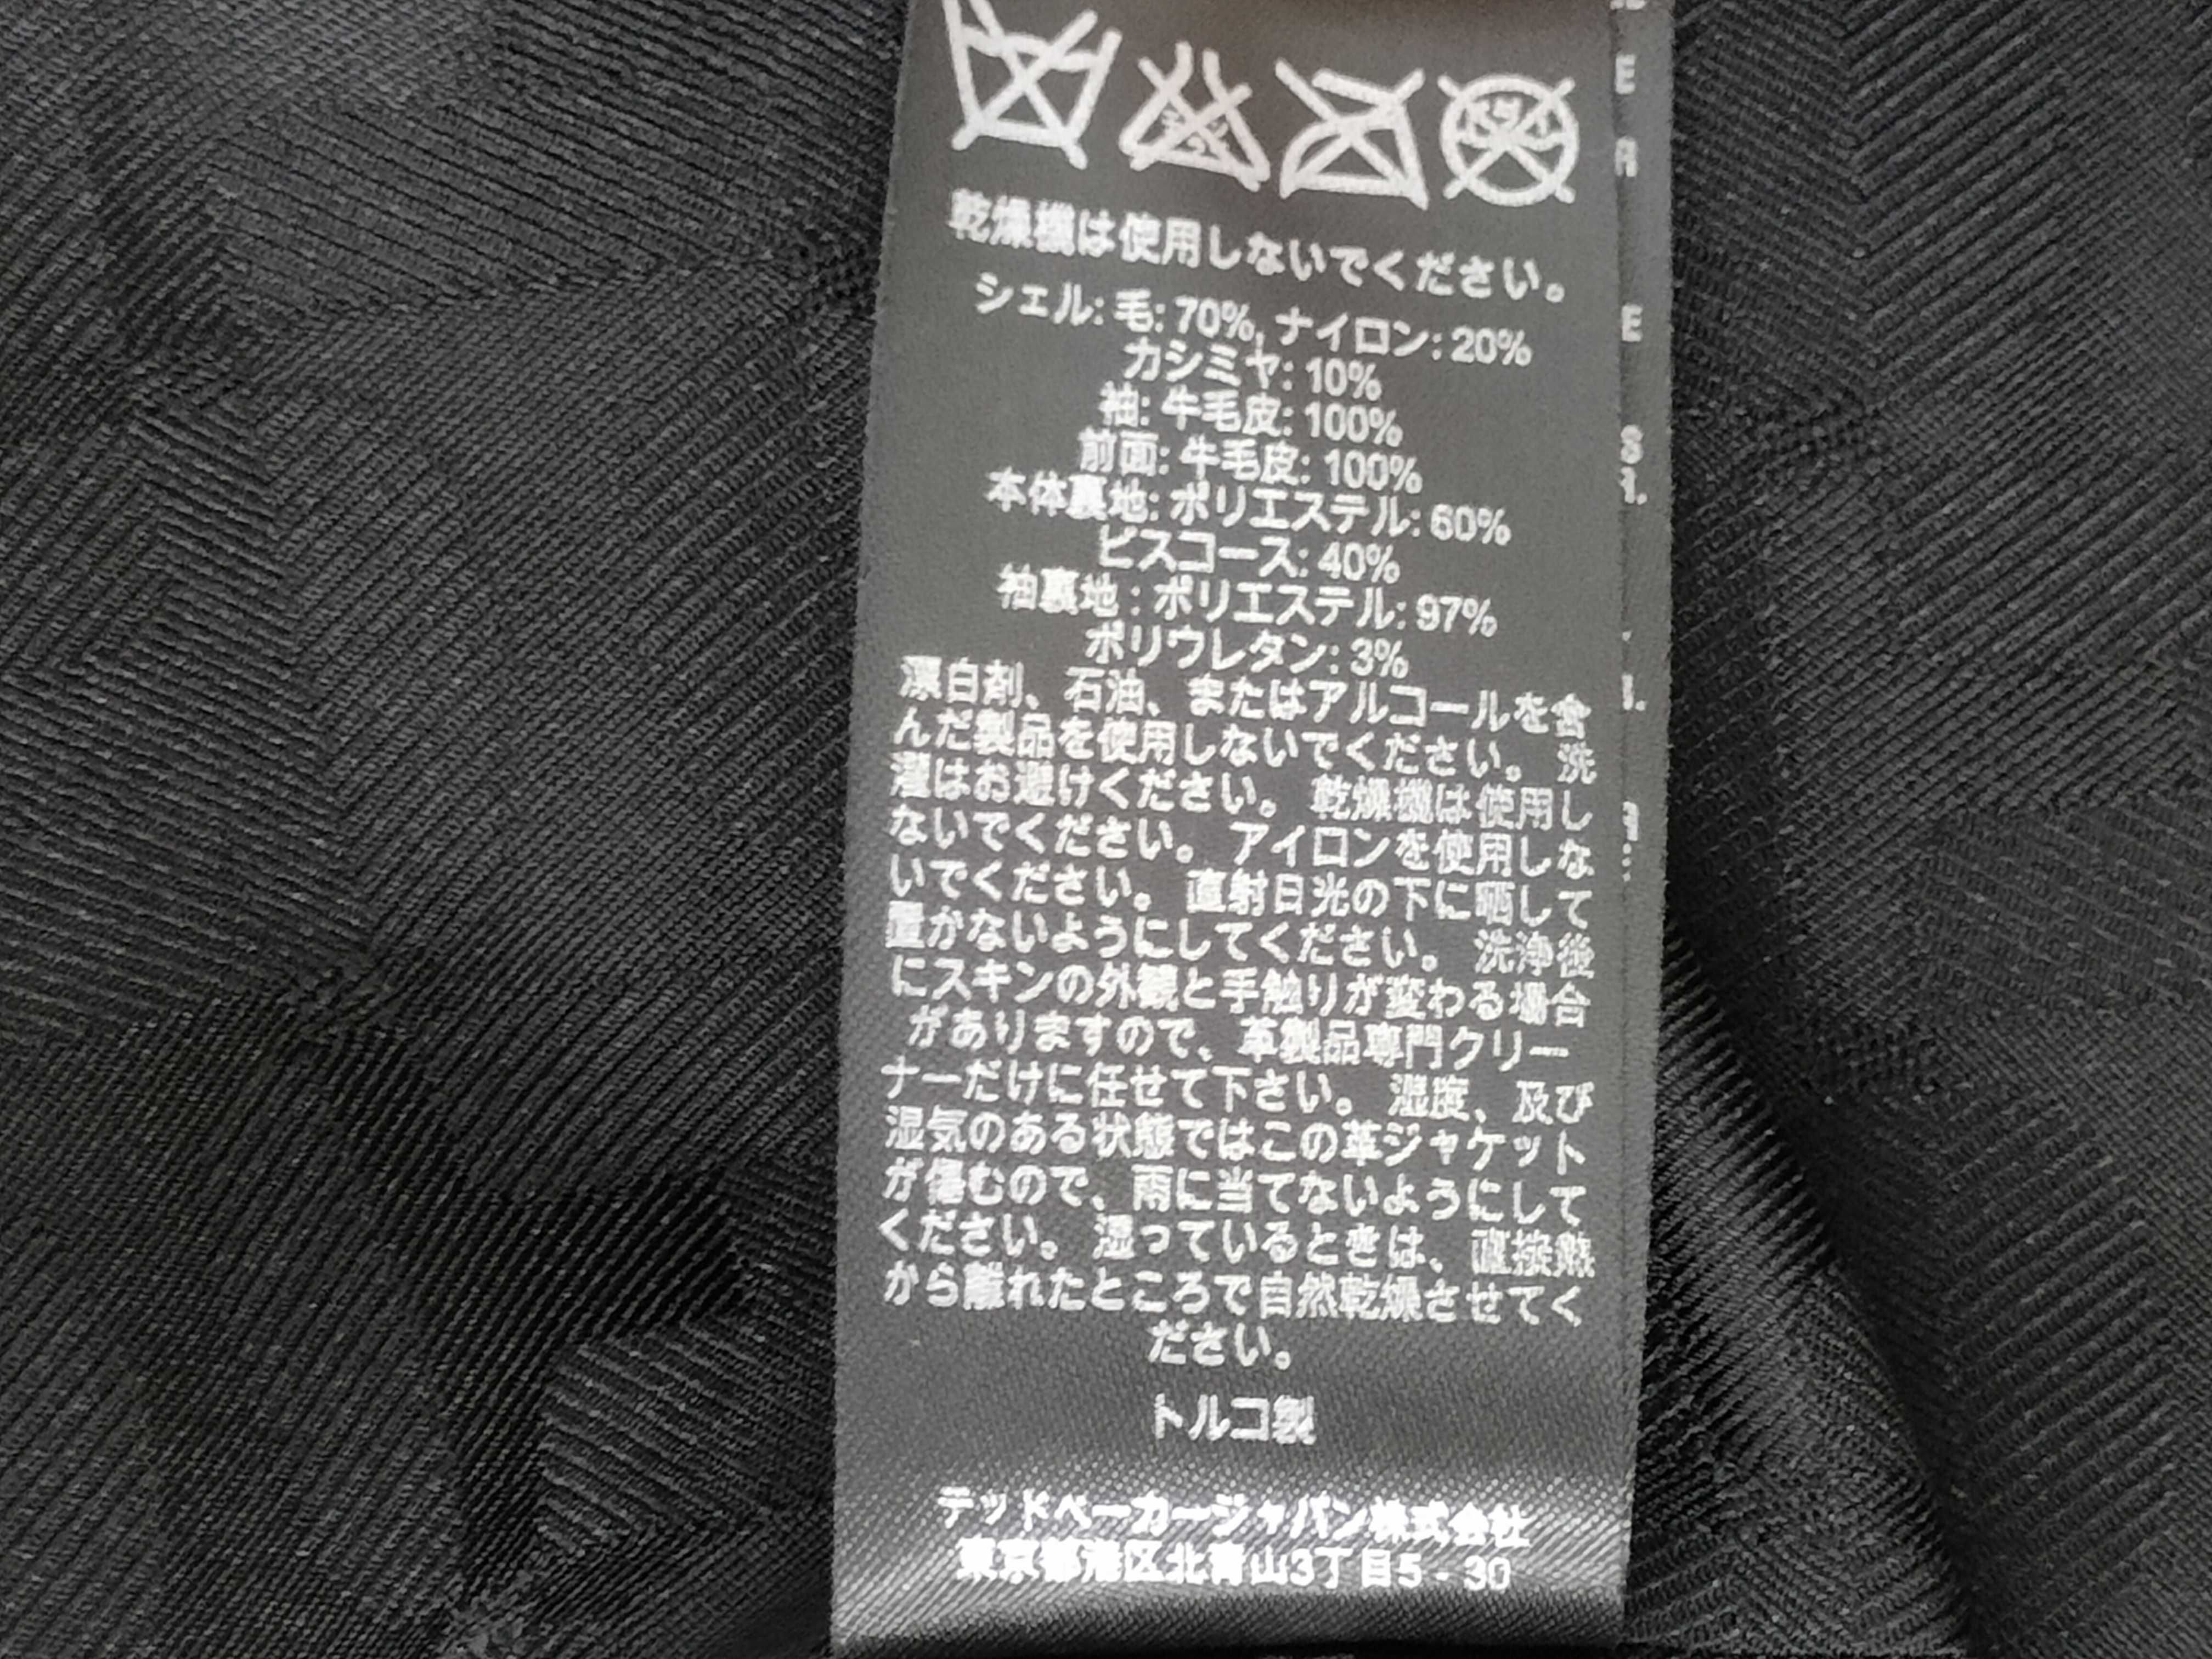 ドライ
乾燥機は使用しないでください。
シェル: 毛: 70%, ナイロン: 20%
カシミヤ: 10%
袖: 牛毛皮: 100%
前面: 牛毛皮: 100%
本体裏地: ポリエステル: 60%
ビスコース: 40%
袖裏地 : ポリエステル: 97%
ポリウレタン: 3%
漂白剤、石油、またはアルコールを含
んだ製品を使用しないでください。 洗
濯はお避けください。 乾燥機は使用し
ないでください。 アイロンを使用しな
いでください。 直射日光の下に晒して
置かないようにしてください。 洗浄後
にスキンの外観と手触りが変わる場合
がありますので、革製品専門クリー
ナーだけに任せて下さい。 湿度、及び
湿気のある状態ではこの革ジャケット
が傷むので、雨に当てないようにして
ください。 湿っているときは、直接熱
から離れたところで自然乾燥させてく
ださい。
トルコ製
テッドベーカージャパン株式会社
東京都港区北青山3丁目5 - 30
E
R
E
S